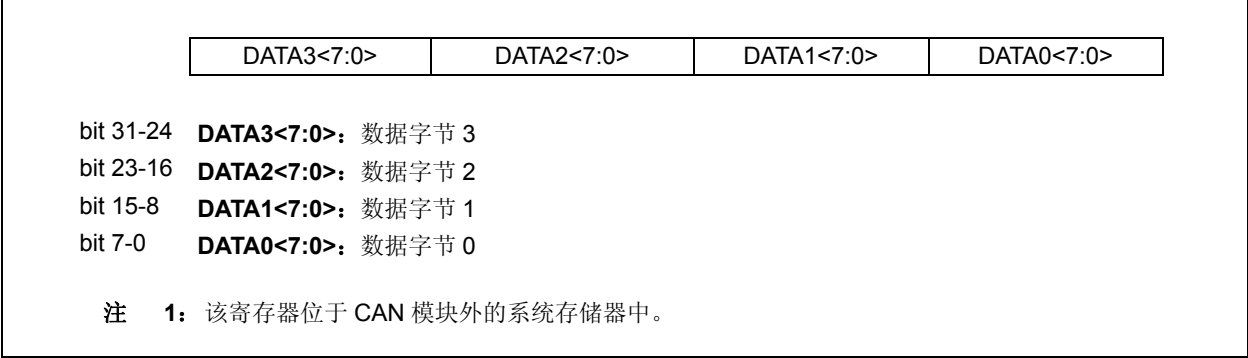 DATA3<7:0> DATA2<7:0> DATA1<7:0> DATA0<7:0>
bit 31-24 DATA3<7:0>：数据字节 3
bit 23-16 DATA2<7:0>：数据字节 2
bit 15-8 DATA1<7:0>：数据字节 1
bit 7-0 DATA0<7:0>：数据字节 0
注 1：该寄存器位于 CAN 模块外的系统存储器中。